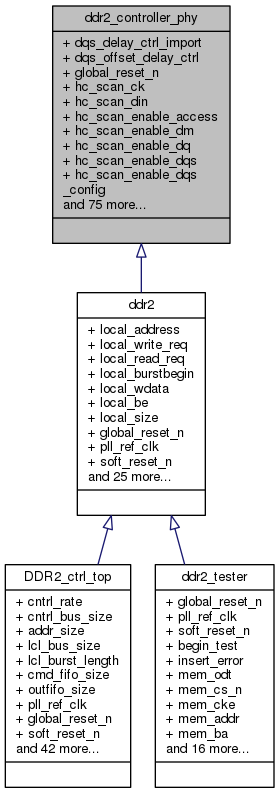 ddr2_controller_phy
+ dqs_delay_ctrl_import
+ dqs_offset_delay_ctrl
+ global_reset_n
+ hc_scan_ck
+ hc_scan_din
+ hc_scan_enable_access
+ hc_scan_enable_dm
+ hc_scan_enable_dq
+ hc_scan_enable_dqs
+ hc_scan_enable_dqs
_config
and 75 more...
ddr2
+ local_address
+ local_write_req
+ local_read_req
+ local_burstbegin
+ local_wdata
+ local_be
+ local_size
+ global_reset_n
+ pll_ref_clk
+ soft_reset_n
and 25 more...
DDR2_ctrl_top
+ cntrl_rate
+ cntrl_bus_size
+ addr_size
+ lcl_bus_size
+ lcl_burst_length
+ cmd_fifo_size
+ outfifo_size
+ pll_ref_clk
+ global_reset_n
+ soft_reset_n
and 42 more...
ddr2_tester
+ global_reset_n
+ pll_ref_clk
+ soft_reset_n
+ begin_test
+ insert_error
+ mem_odt
+ mem_cs_n
+ mem_cke
+ mem_addr
+ mem_ba
and 16 more...